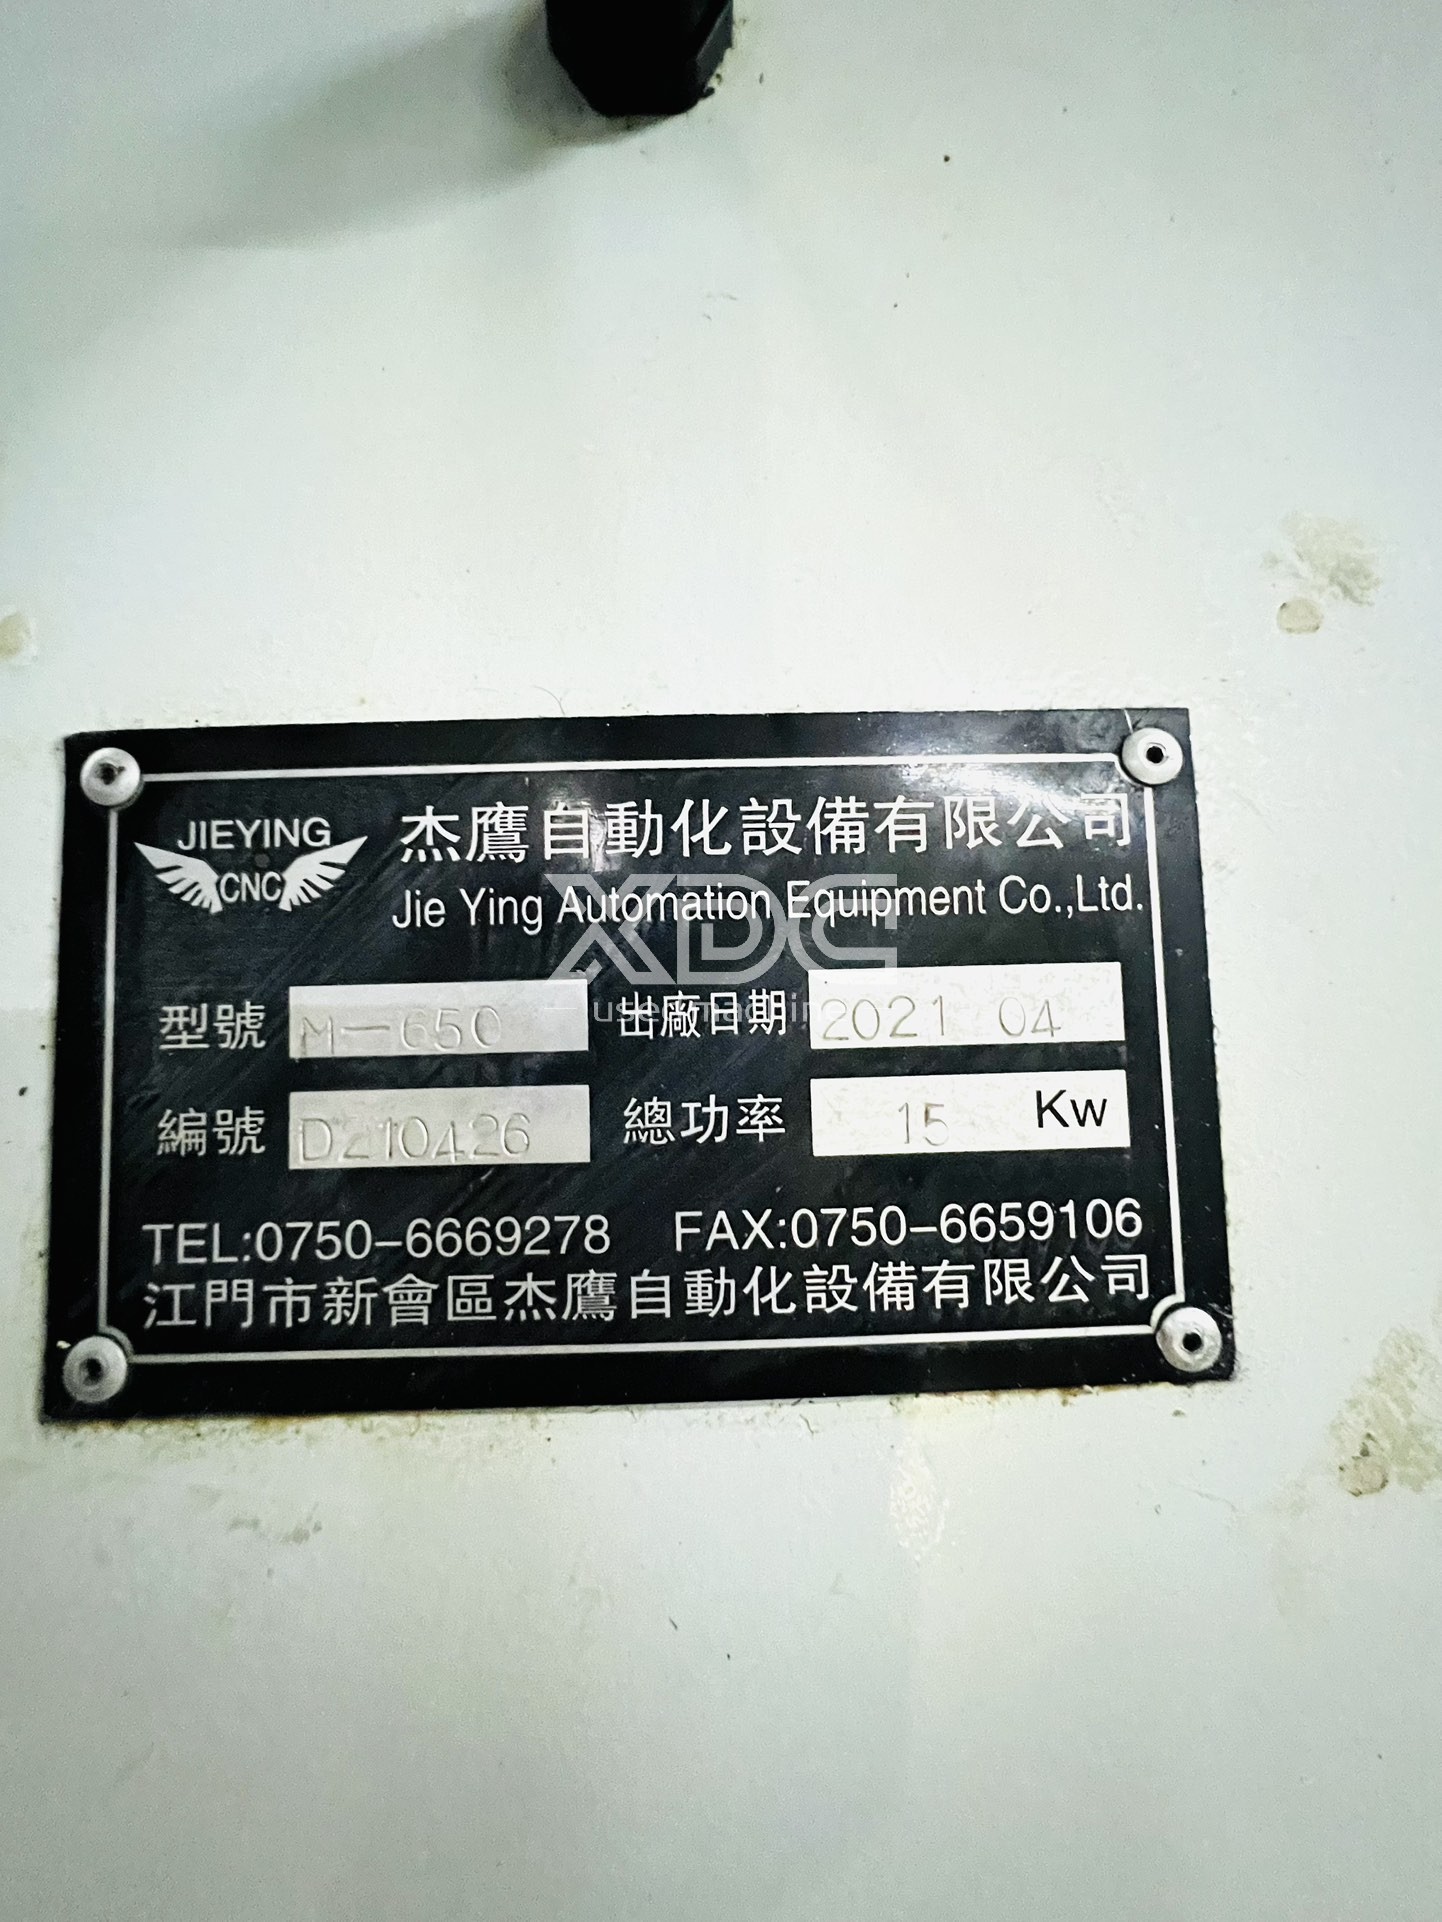 JIEYING
CNC
杰鷹自動化設備有限公司
Jie Ying Automation Equipment Co.,Ltd.
XDC
used machine
型號 M-650 出廠日期 2021 04
編號 D210426 總功率 15 Kw
TEL:0750-6669278 FAX:0750-6659106
江門市新會區杰鷹自動化設備有限公司